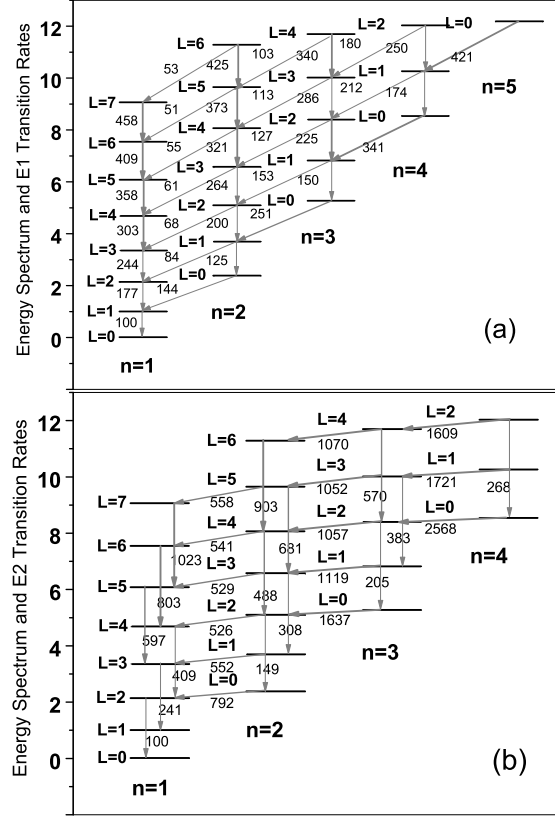 Energy Spectrum and E1 Transition Rates
12
10
8
6
4
2
0
L=6 L=4 L=2 L=0
53 425 103 340 180 250 421
L=7 L=5 L=3 L=1 n=5
458 51 373 113 286 212 174
L=6 L=4 L=2 L=0
409 55 321 127 225 341
L=5 L=3 L=1 n=4
358 61 264 153 150
L=4 L=2 L=0
303 68 200 251
L=3 L=1 n=3
244 84 125
L=2 L=0
177 144
L=1 n=2
100
L=0
n=1
(a)
Energy Spectrum and E2 Transition Rates
12
10
8
6
4
2
0
L=6 L=4 L=2
1070 1609
L=5 L=3 L=1
558 903 1052 570 1721 268
L=7 L=4 L=2 L=0
541 681 1057 383 2568
L=6 L=3 L=1 n=4
1023 529 1119
L=5 L=2 L=0
803 488 205
526 1637
L=4 L=1 n=3
597 308
552
L=3 L=0
409 149
792
L=2 n=2
241
L=1
100
L=0
n=1
(b)